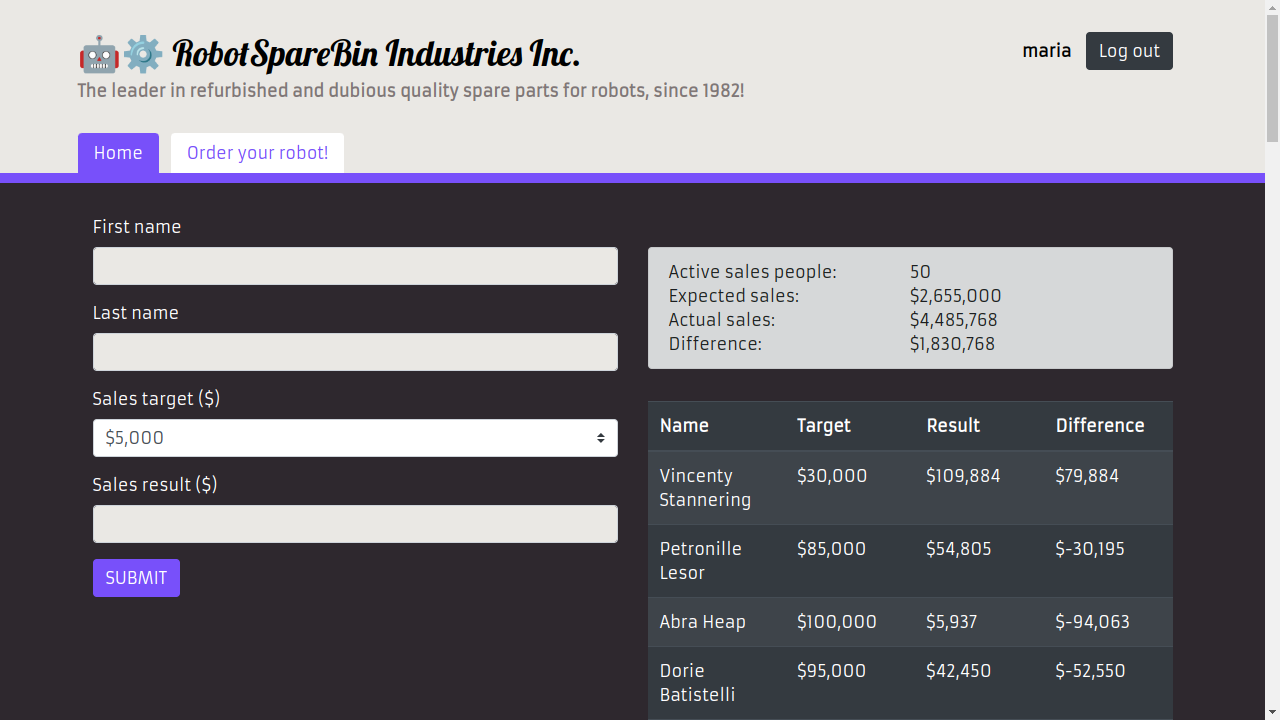 RobotSpareBin Industries Inc.
maria
Log out
The leader in refurbished and dubious quality spare parts for robots, since 1982!
Home
Order your robot!
First name
Last name
Sales target ($)
$5,000
Sales result ($)
SUBMIT
Active sales people: 50
Expected sales: $2,655,000
Actual sales: $4,485,768
Difference: $1,830,768
Name Target Result Difference
Vincenty $30,000 $109,884 $79,884
Stannering
Petronille $85,000 $54,805 $-30,195
Lesor
Abra Heap $100,000 $5,937 $-94,063
Dorie $95,000 $42,450 $-52,550
Batistelli